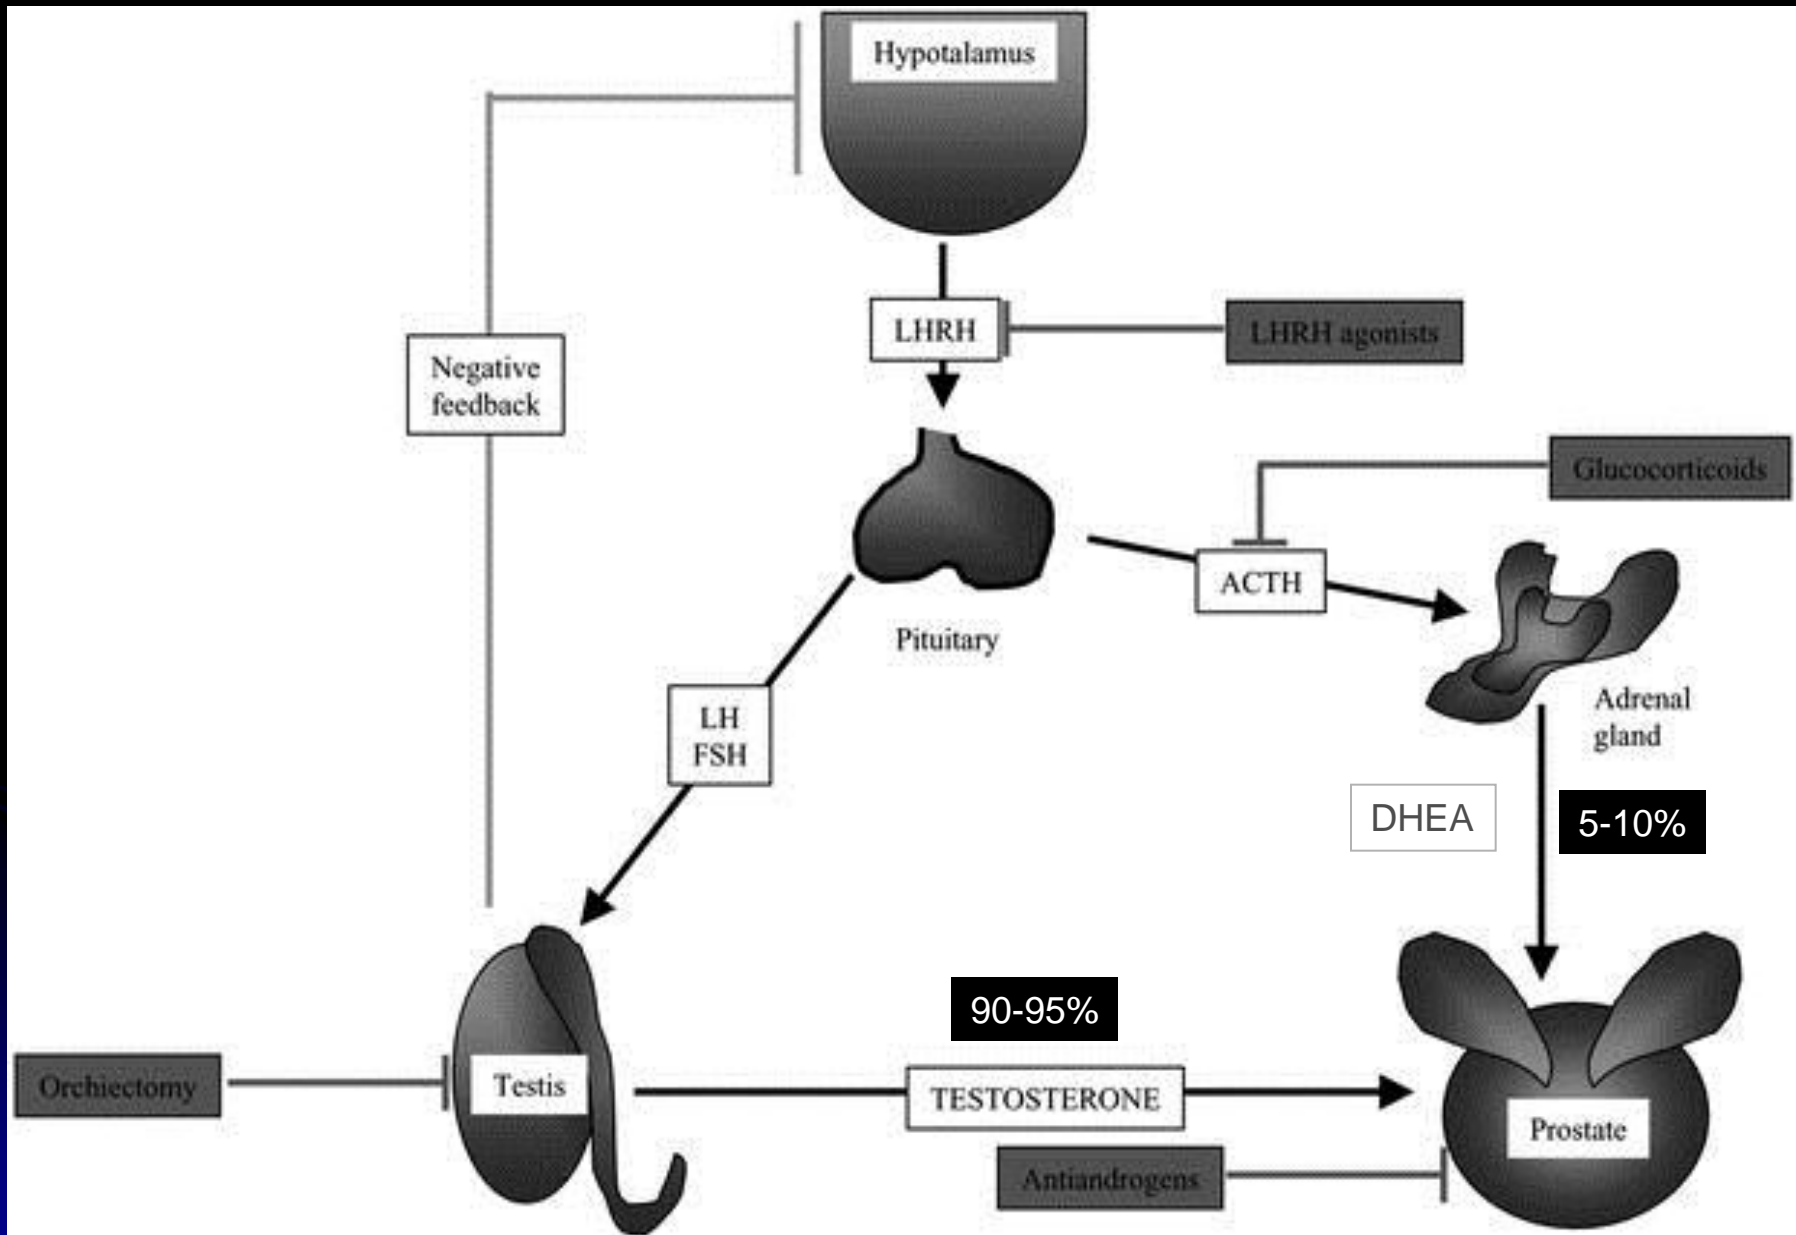 Hypotalamus
LHRH
LHRH agonists
Negative
feedback
Glucocorticoids
ACTH
Pituitary
LH
FSH
Adrenal
gland
DHEA
5-10%
90-95%
Orchiectomy
Testis
TESTOSTERONE
Prostate
Antiandrogens